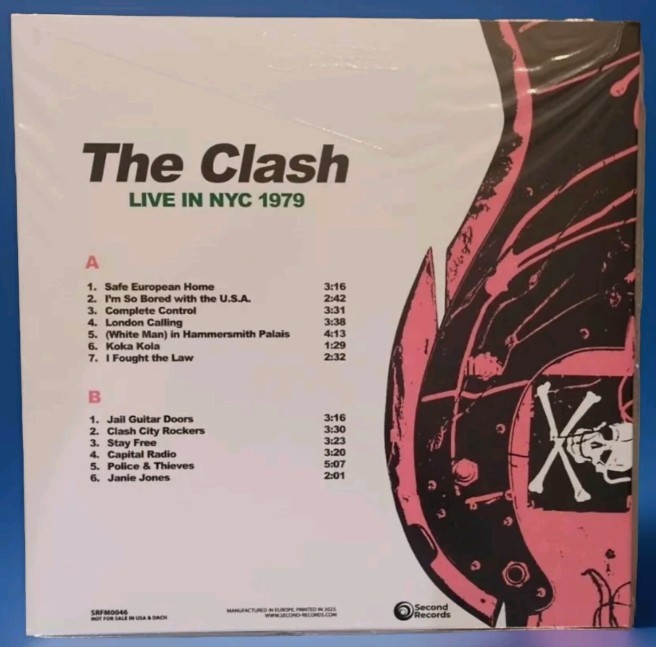 The Clash
LIVE IN NYC 1979
A
1. Safe European Home 3:16
2. I'm So Bored with the U.S.A. 2:42
3. Complete Control 3:31
4. London Calling 3:38
5. (White Man) in Hammersmith Palais 4:13
6. Koka Kola 1:29
7. I Fought the Law 2:32
B
1. Jail Guitar Doors 3:16
2. Clash City Rockers 3:30
3. Stay Free 3:23
4. Capital Radio 3:20
5. Police & Thieves 5:07
6. Janie Jones 2:01
SRFM0046
NOT FOR SALE IN USA & DACH
MANUFACTURED IN EUROPE, PRINTED IN 2023.
WWW.SECOND-RECORDS.COM
Second
Records